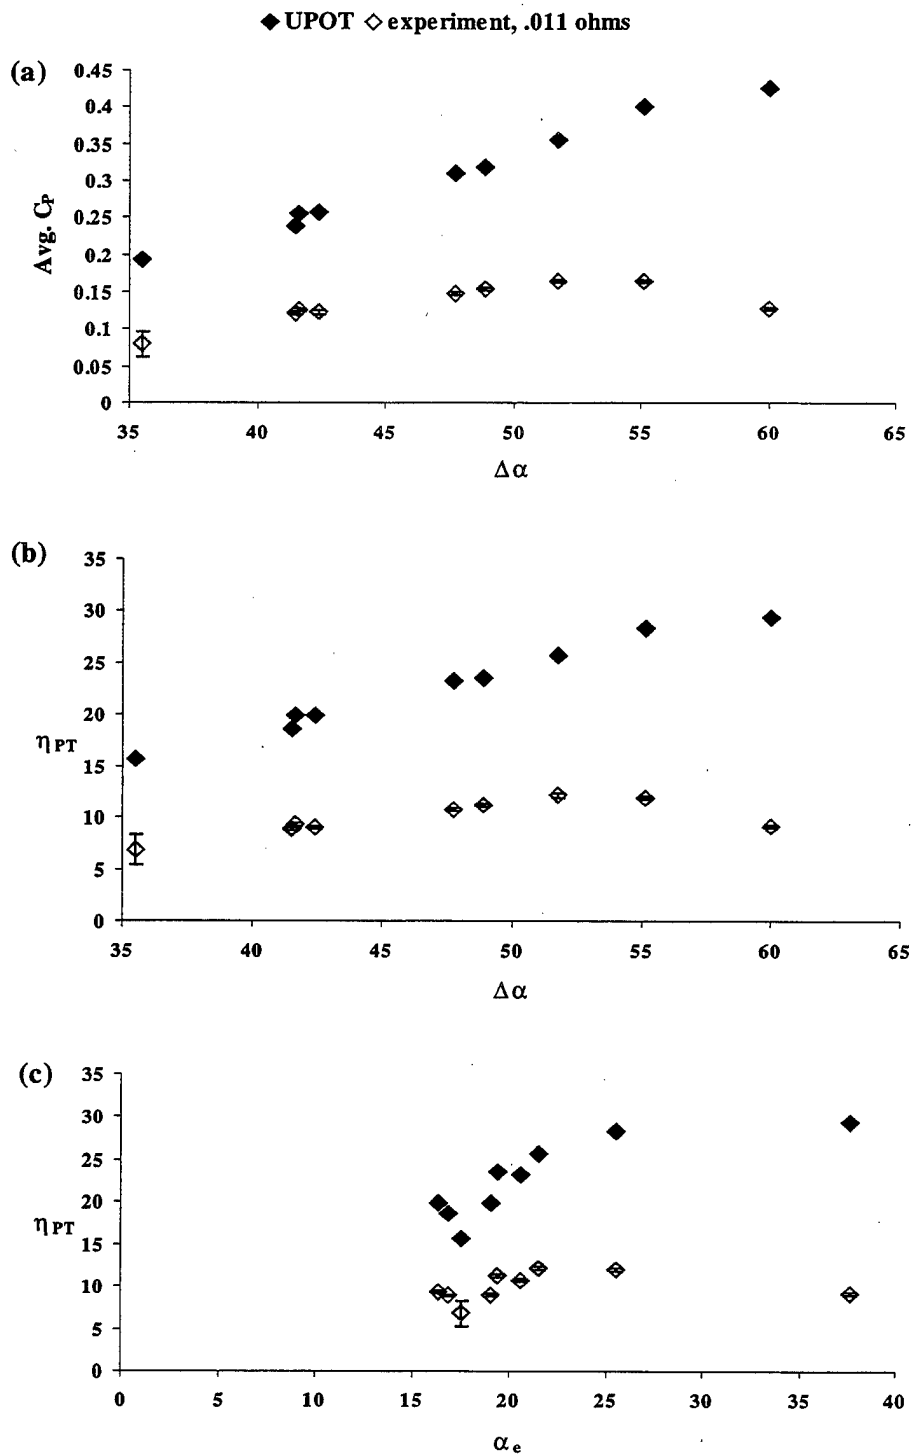 ◆ UPOT ◇ experiment, .011 ohms
(a)
0.45
0.4
0.35
0.3
0.25
0.2
0.15
0.1
0.05
0
Avg. CP
35 40 45 50 55 60 65
Δα
(b)
35
30
25
20
15
10
5
0
ηPT
35 40 45 50 55 60 65
Δα
(c)
35
30
25
20
15
10
5
0
ηPT
0 5 10 15 20 25 30 35 40
αe